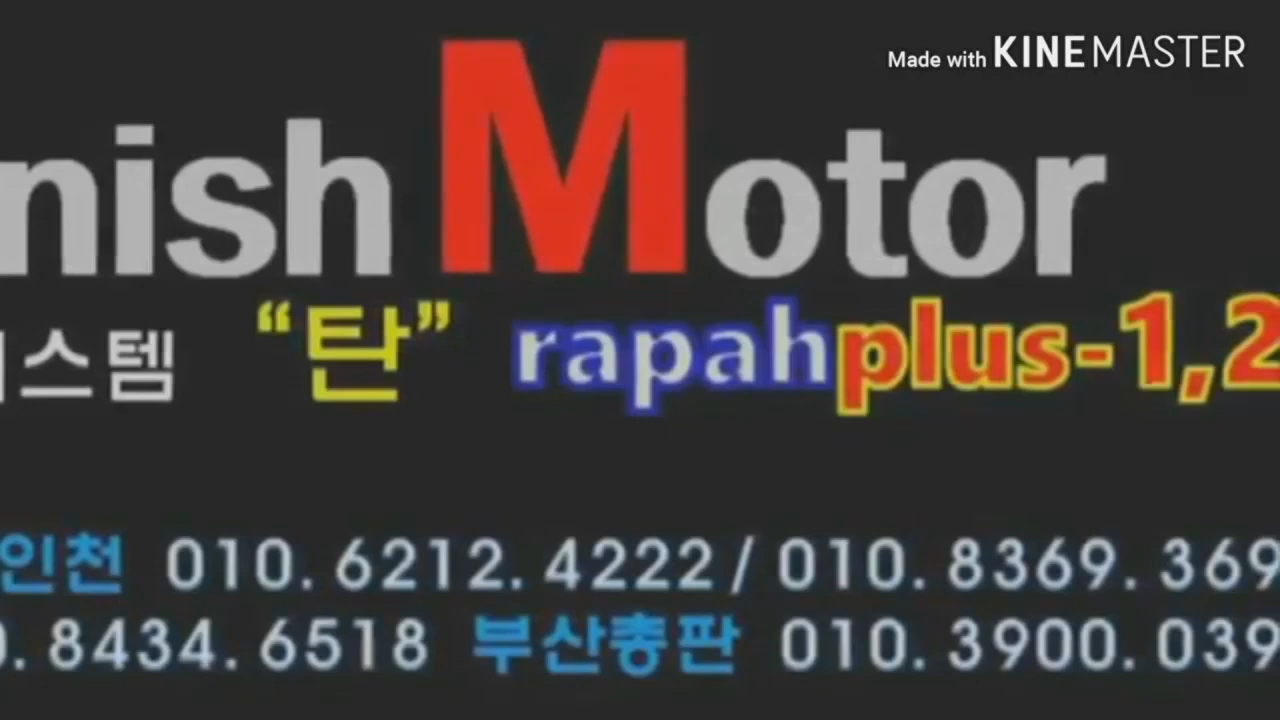 Made with KINEMASTER
nish Motor
스템 “탄” rapahplus-1,2
인천 010. 6212. 4222 / 010. 8369. 369
. 8434. 6518 부산총판 010. 3900. 039